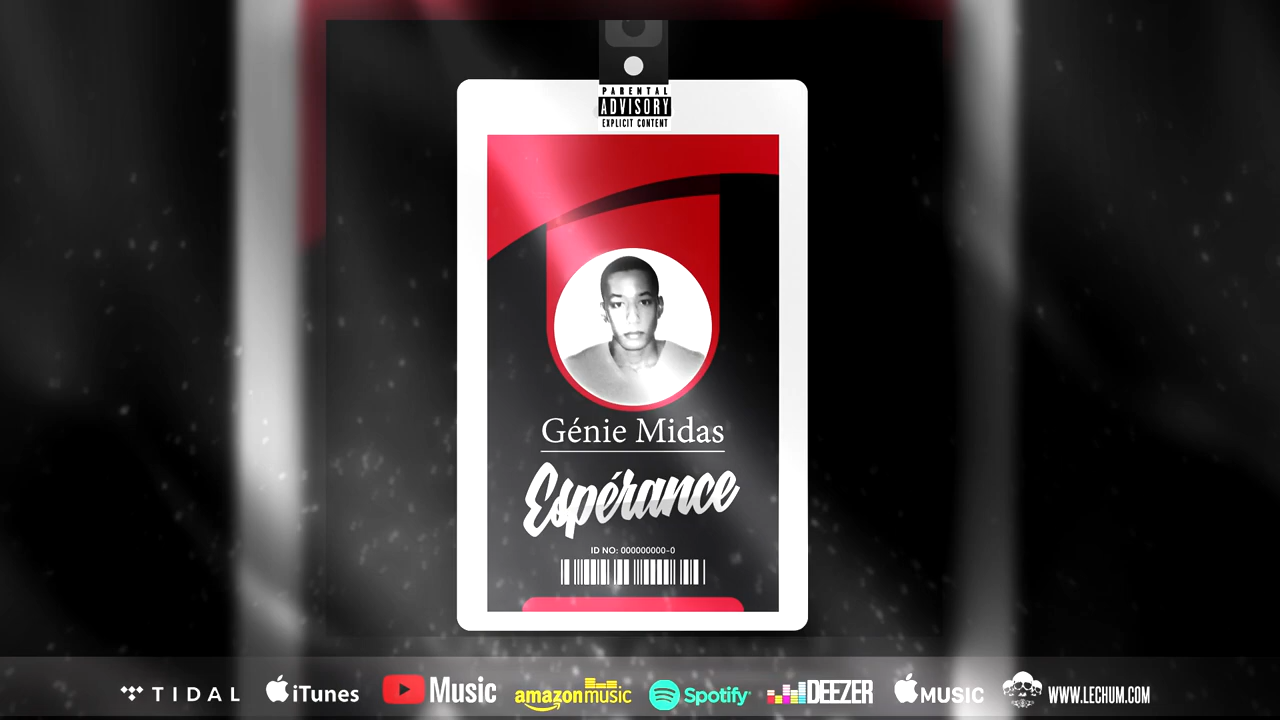 PARENTAL
ADVISORY
EXPLICIT CONTENT
Génie Midas
Espérance
ID NO: 000000000-0
TIDAL iTunes Music amazonmusic Spotify DEEZER MUSIC WWW.LECHUM.COM